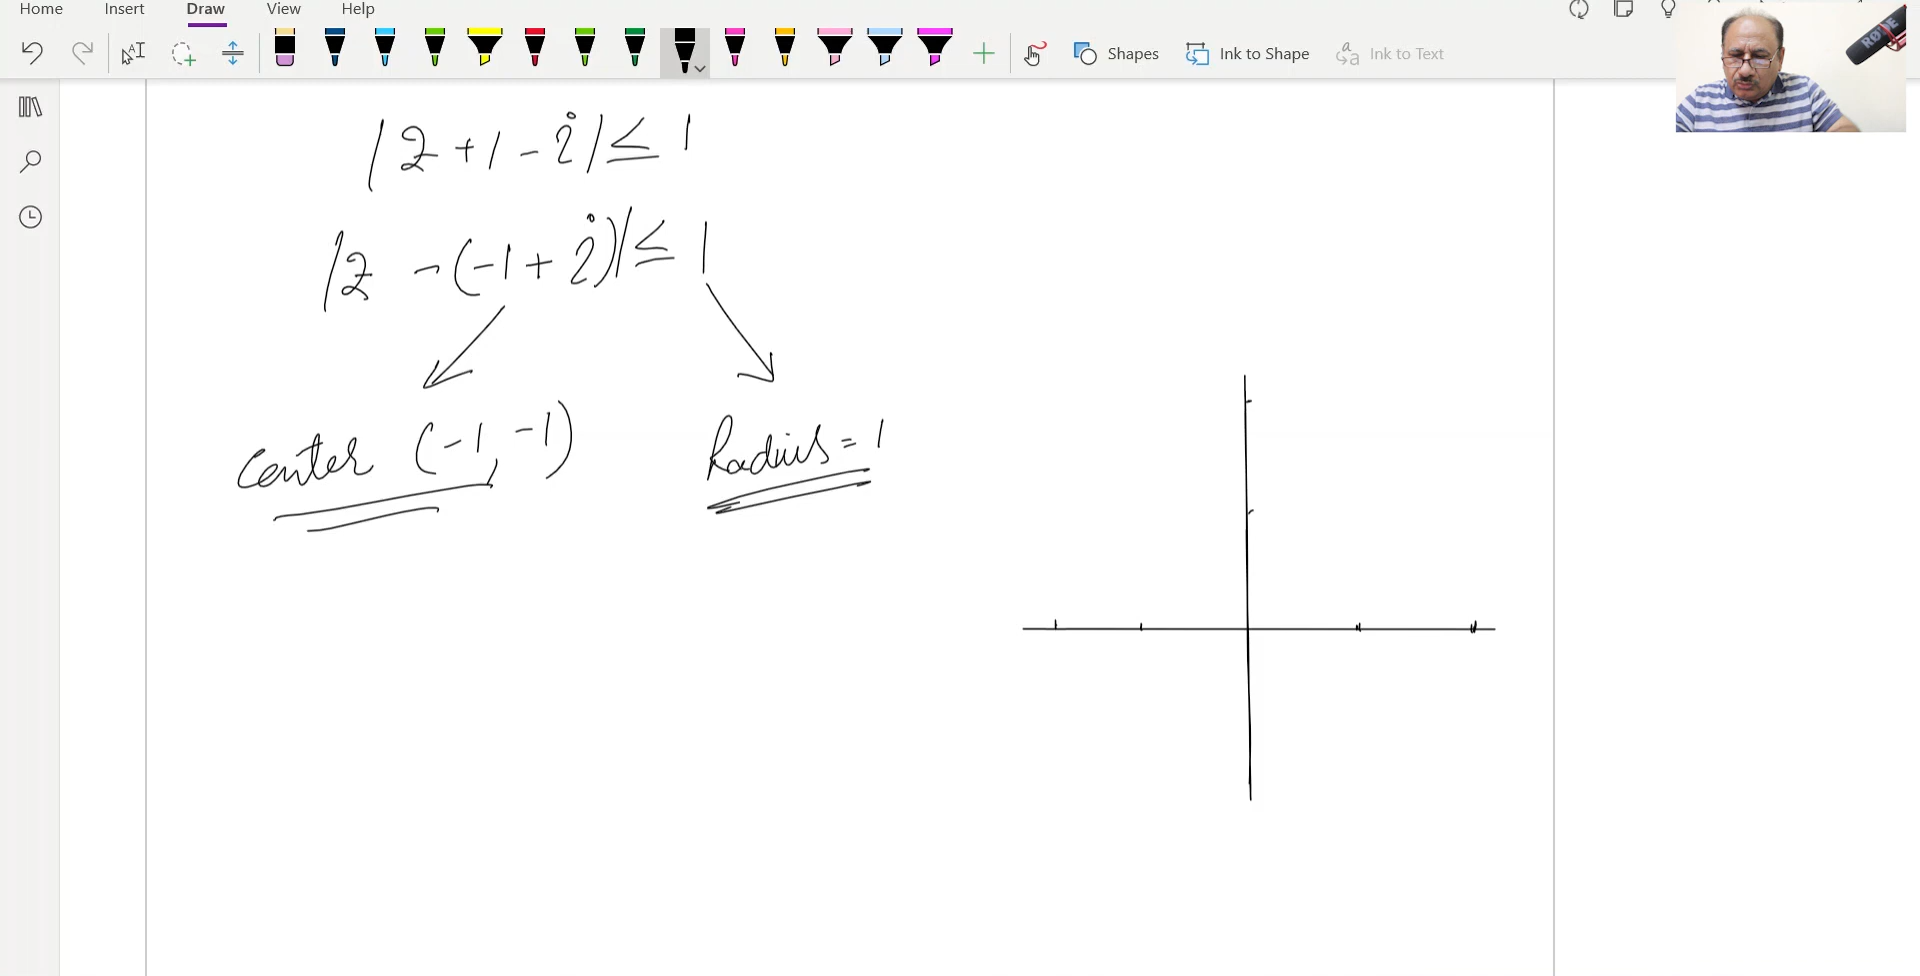 Home Insert Draw View Help
Shapes Ink to Shape Ink to Text
RØDE
|z + 1 - i| ≤ 1
|z - (-1 + i)| ≤ 1
Center (-1, -1) Radius = 1